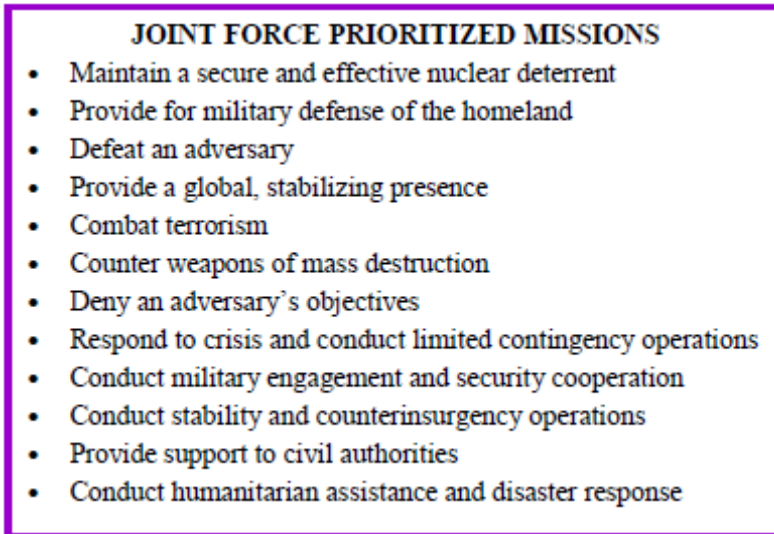 JOINT FORCE PRIORITIZED MISSIONS
• Maintain a secure and effective nuclear deterrent
• Provide for military defense of the homeland
• Defeat an adversary
• Provide a global, stabilizing presence
• Combat terrorism
• Counter weapons of mass destruction
• Deny an adversary's objectives
• Respond to crisis and conduct limited contingency operations
• Conduct military engagement and security cooperation
• Conduct stability and counterinsurgency operations
• Provide support to civil authorities
• Conduct humanitarian assistance and disaster response